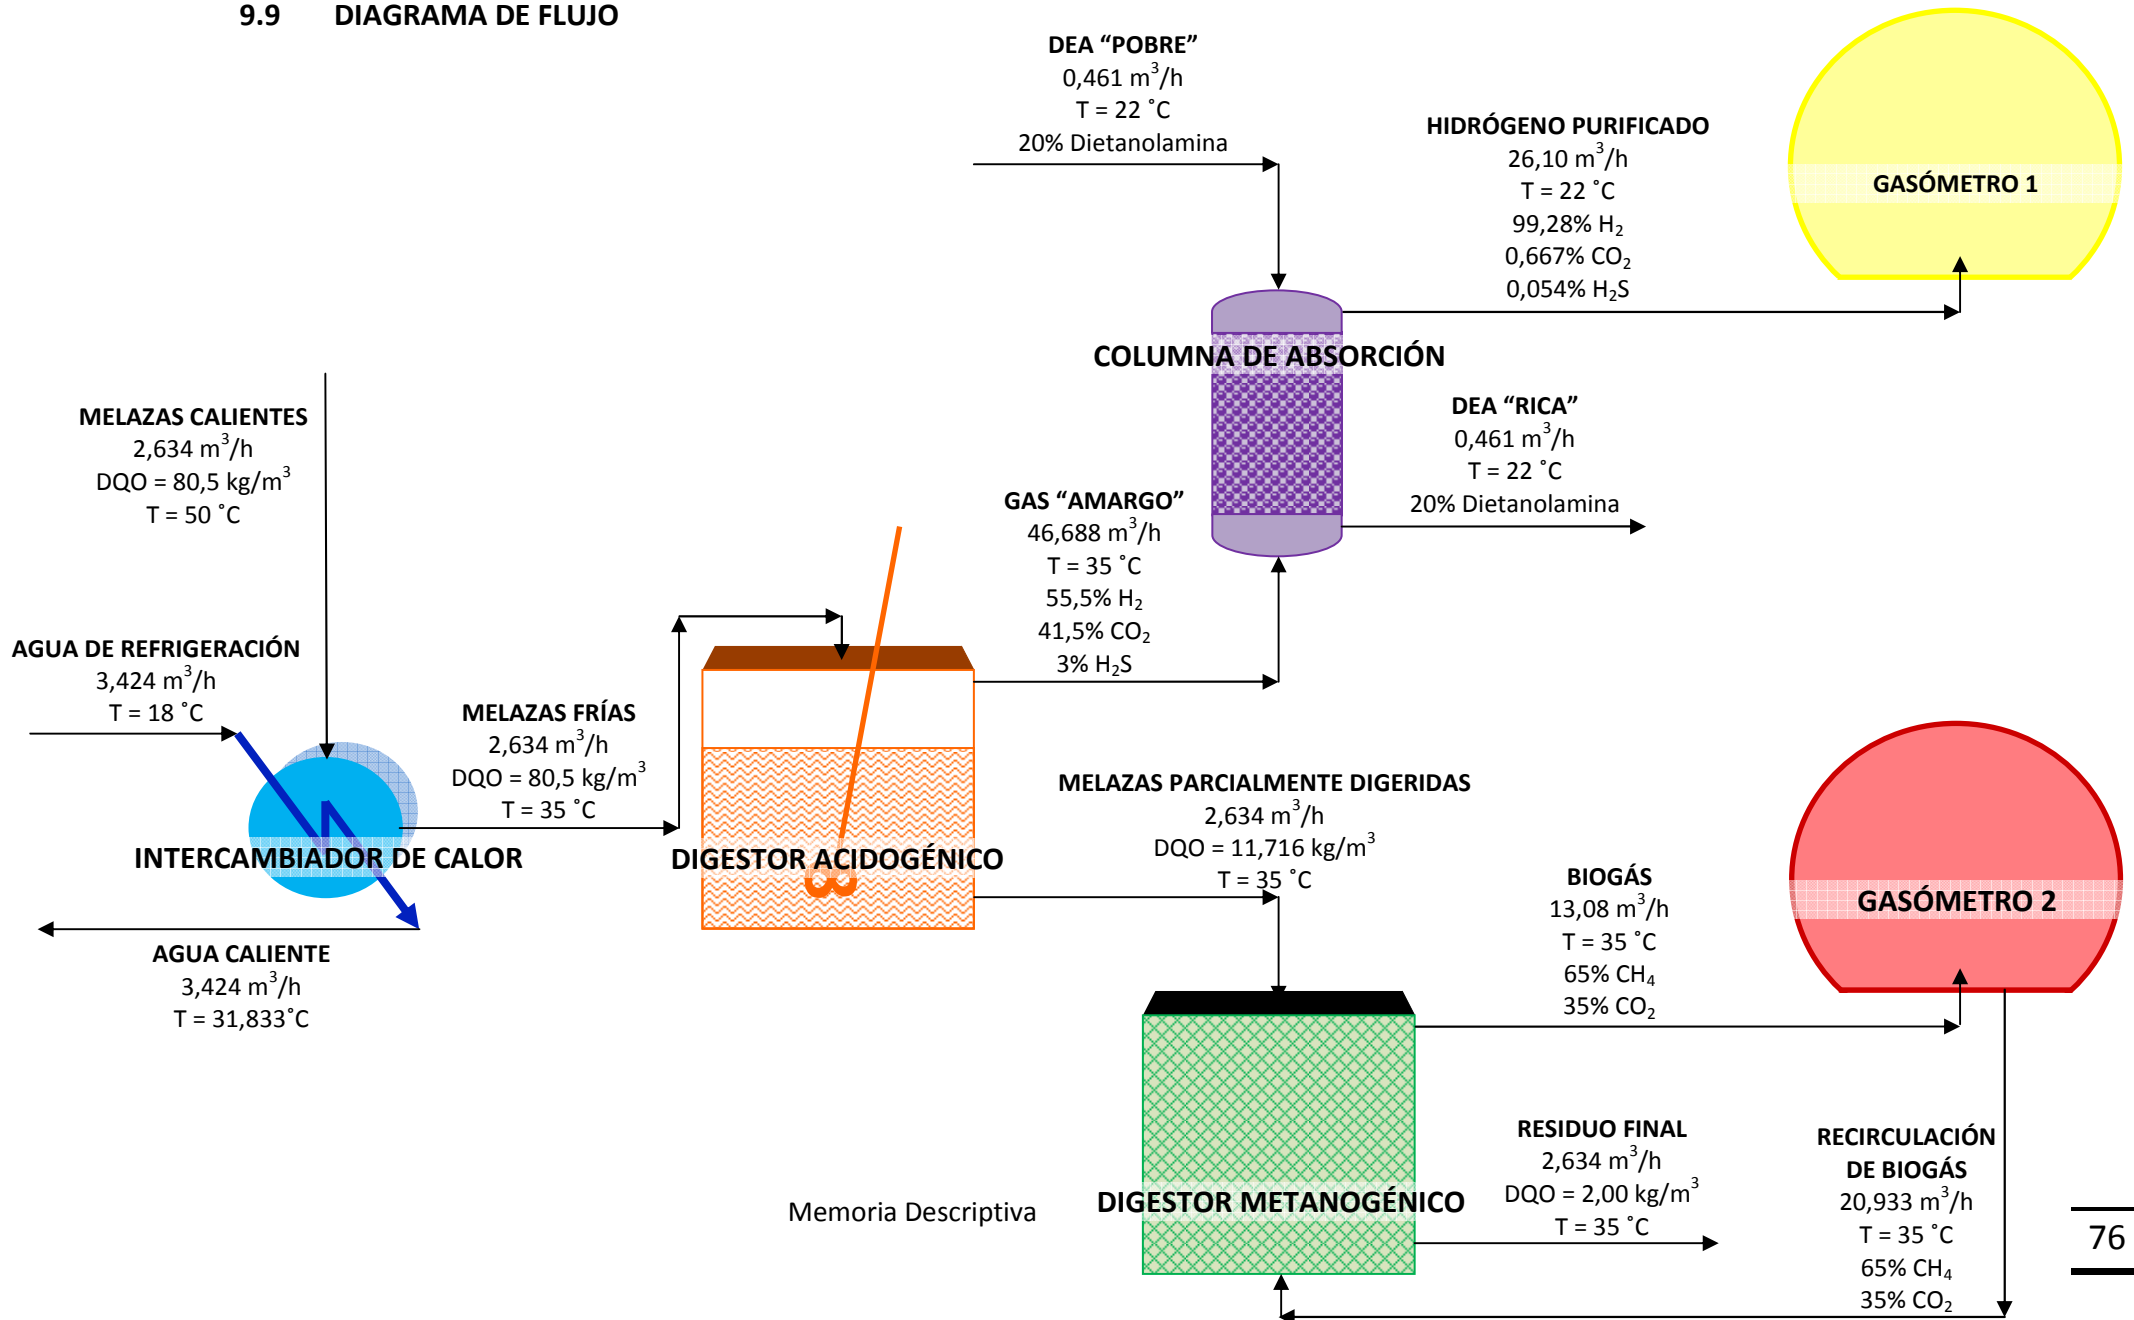 9.9 DIAGRAMA DE FLUJO
DEA “POBRE”
0,461 m³/h
T = 22 ˚C
20% Dietanolamina
HIDRÓGENO PURIFICADO
26,10 m³/h
T = 22 ˚C
99,28% H₂
0,667% CO₂
0,054% H₂S
GASÓMETRO 1
COLUMNA DE ABSORCIÓN
DEA “RICA”
0,461 m³/h
T = 22 ˚C
20% Dietanolamina
MELAZAS CALIENTES
2,634 m³/h
DQO = 80,5 kg/m³
T = 50 ˚C
GAS “AMARGO”
46,688 m³/h
T = 35 ˚C
55,5% H₂
41,5% CO₂
3% H₂S
AGUA DE REFRIGERACIÓN
3,424 m³/h
T = 18 ˚C
MELAZAS FRÍAS
2,634 m³/h
DQO = 80,5 kg/m³
T = 35 ˚C
INTERCAMBIADOR DE CALOR
DIGESTOR ACIDOGÉNICO
MELAZAS PARCIALMENTE DIGERIDAS
2,634 m³/h
DQO = 11,716 kg/m³
T = 35 ˚C
AGUA CALIENTE
3,424 m³/h
T = 31,833˚C
BIOGÁS
13,08 m³/h
T = 35 ˚C
65% CH₄
35% CO₂
GASÓMETRO 2
DIGESTOR METANOGÉNICO
RESIDUO FINAL
2,634 m³/h
DQO = 2,00 kg/m³
T = 35 ˚C
RECIRCULACIÓN
DE BIOGÁS
20,933 m³/h
T = 35 ˚C
65% CH₄
35% CO₂
Memoria Descriptiva
76